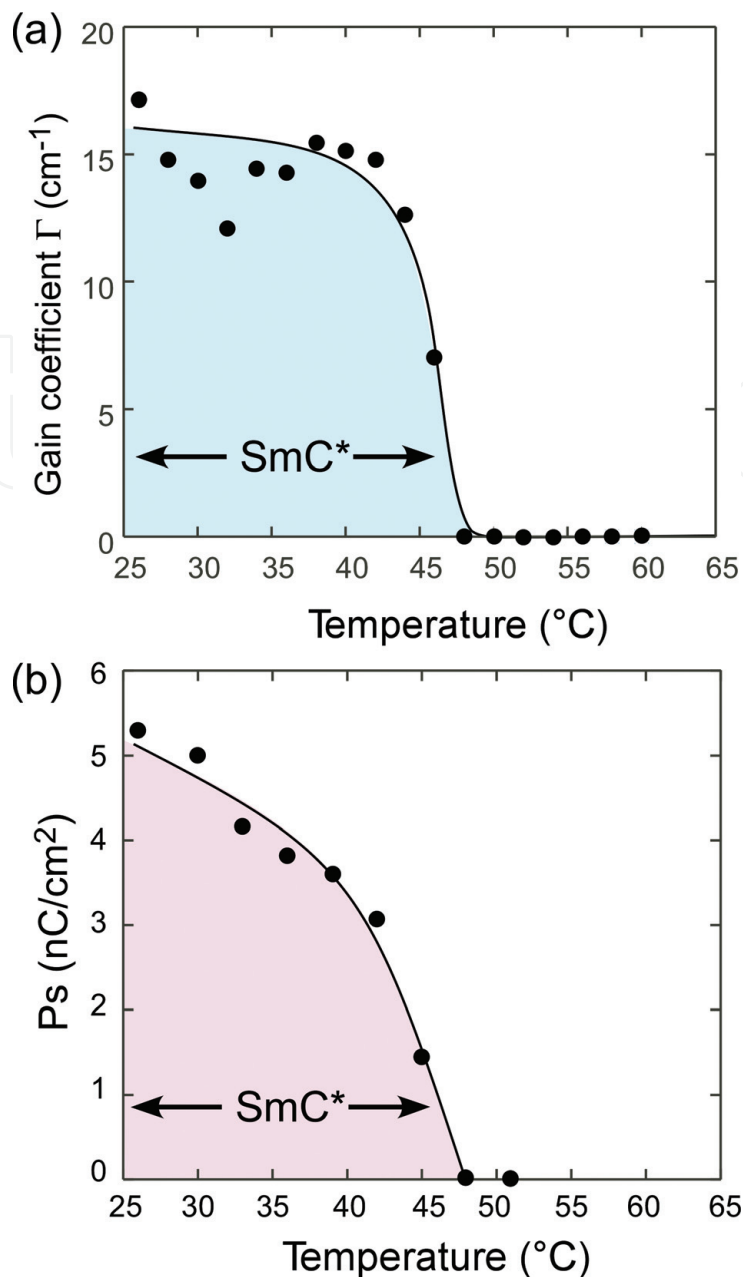 (a)
20
15
10
5
0
Gain coefficient Γ (cm-1)
SmC*
25 30 35 40 45 50 55 60 65
Temperature (°C)
(b)
6
5
4
3
2
1
0
Ps (nC/cm2)
SmC*
25 30 35 40 45 50 55 60 65
Temperature (°C)